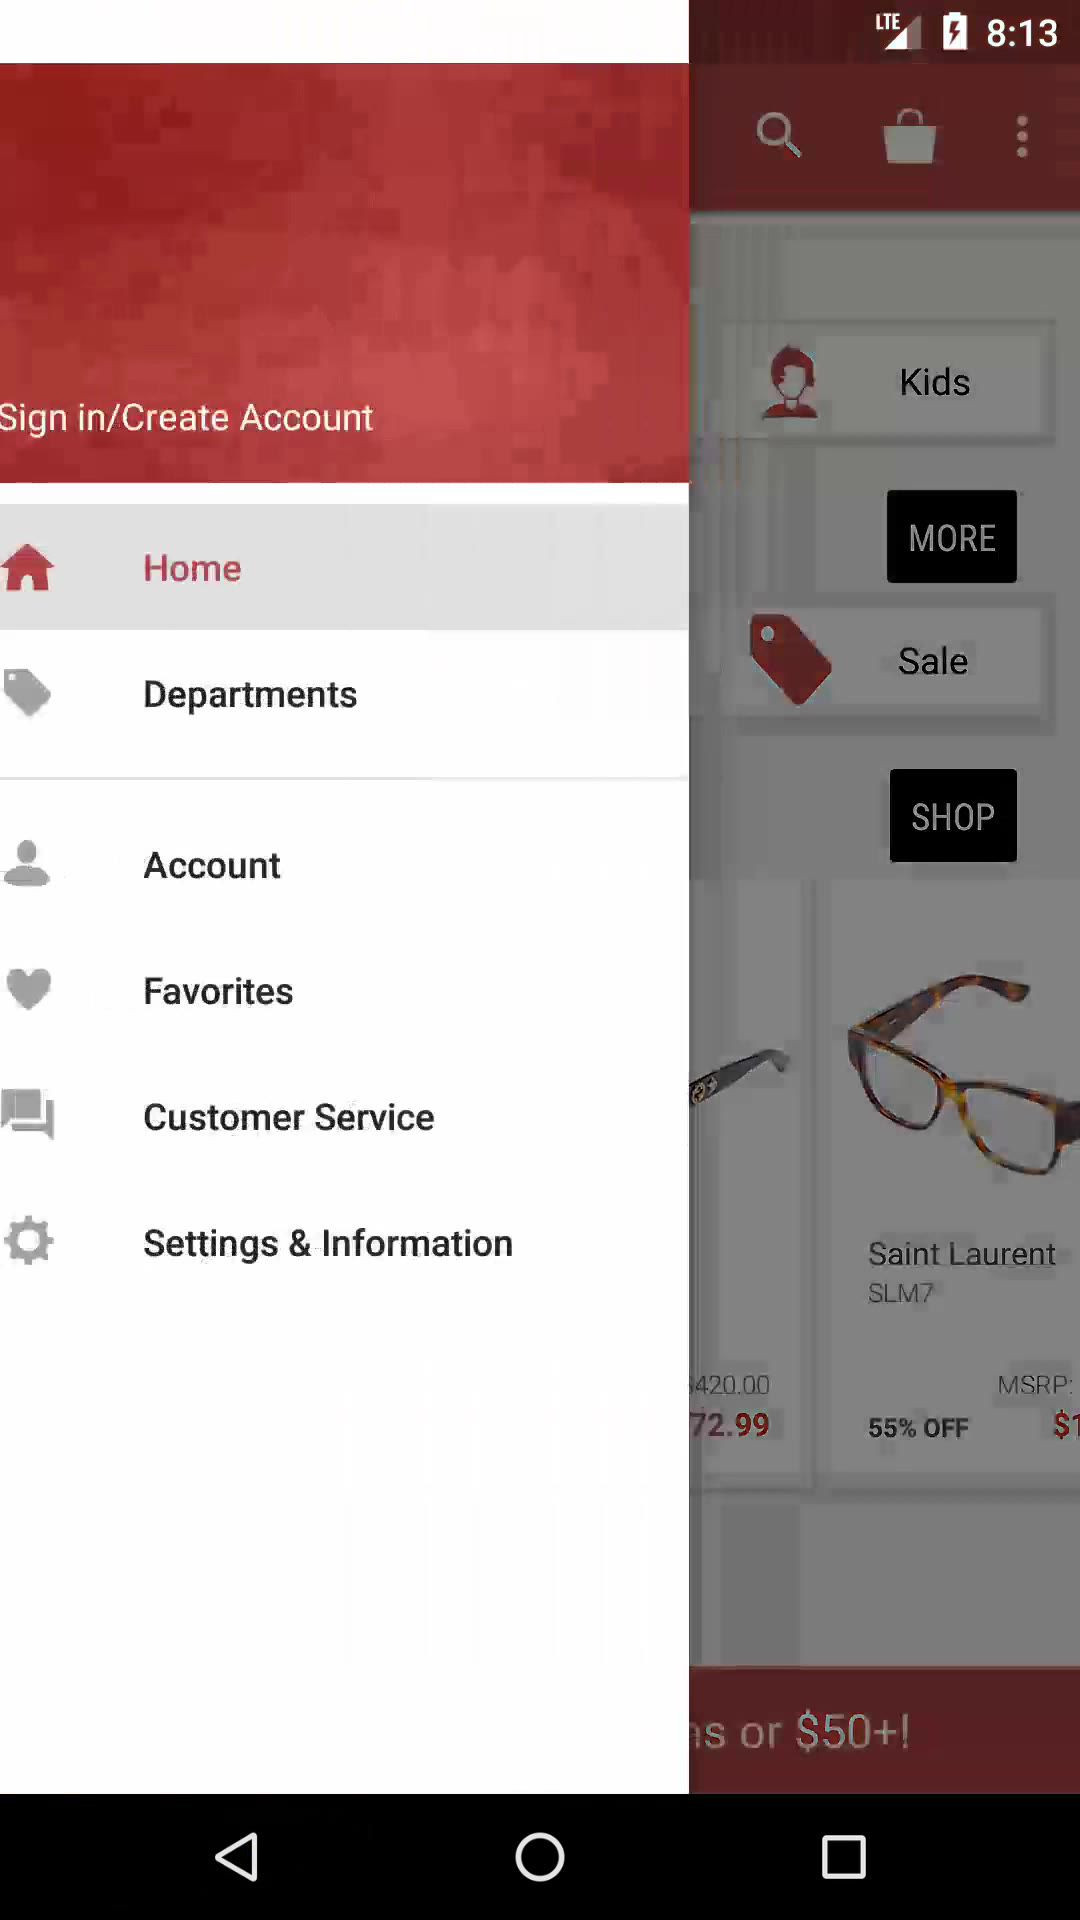 LTE 8:13
Sign in/Create Account
Home
Departments
Account
Favorites
Customer Service
Settings & Information
Kids
MORE
Sale
SHOP
Saint Laurent
SLM7
$420.00
72.99
MSRP:
55% OFF
$1
or $50+!